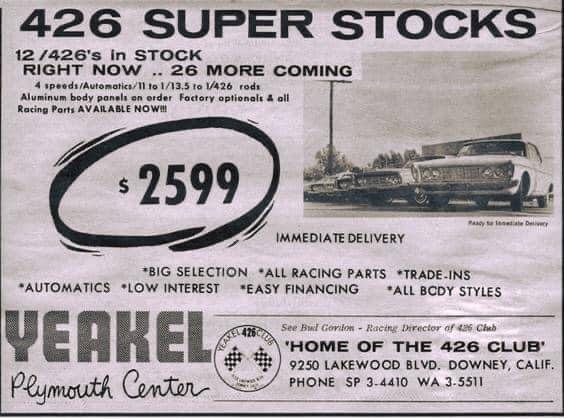 426 SUPER STOCKS
12/426's in STOCK
RIGHT NOW .. 26 MORE COMING
4 speeds/Automatics/11 to 1/13.5 to 1/426 rods
Aluminum body panels on order Factory optionals & all
Racing Parts AVAILABLE NOW!!!
$2599
Ready for Immediate Delivery
IMMEDIATE DELIVERY
*BIG SELECTION *ALL RACING PARTS *TRADE-INS
*AUTOMATICS *LOW INTEREST *EASY FINANCING *ALL BODY STYLES
YEAKEL
Plymouth Center
YEAKEL 426 CLUB
See Bud Gordon - Racing Director of 426 Club
'HOME OF THE 426 CLUB'
9250 LAKEWOOD BLVD. DOWNEY, CALIF.
PHONE SP 3-4410 WA 3-5511